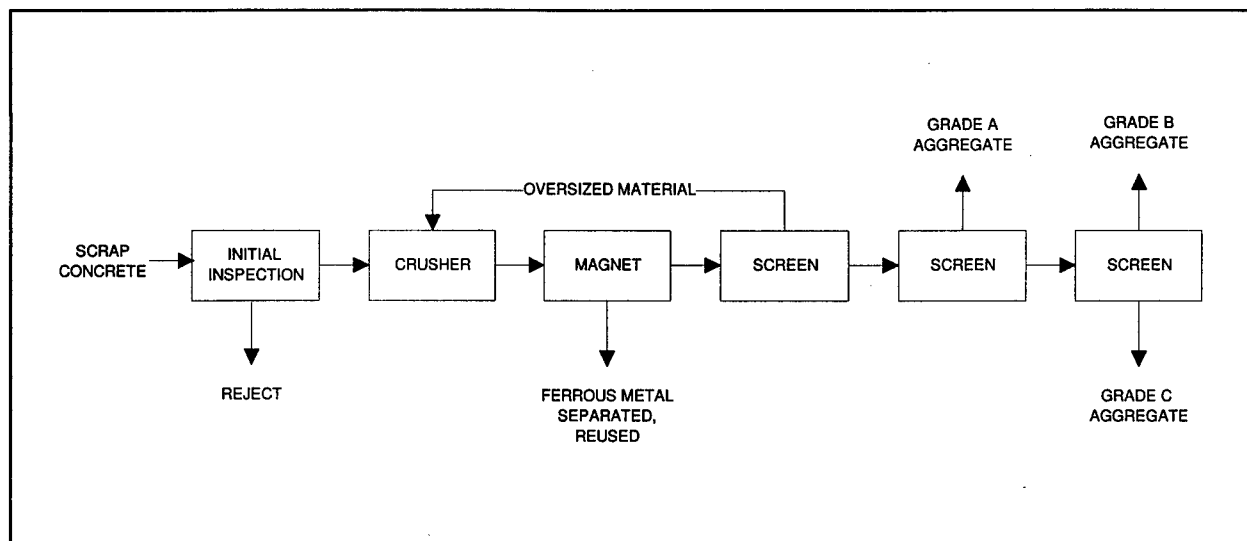 GRADE A
AGGREGATE
GRADE B
AGGREGATE
OVERSIZED MATERIAL
SCRAP
CONCRETE
INITIAL
INSPECTION
CRUSHER
MAGNET
SCREEN
SCREEN
SCREEN
REJECT
FERROUS METAL
SEPARATED,
REUSED
GRADE C
AGGREGATE